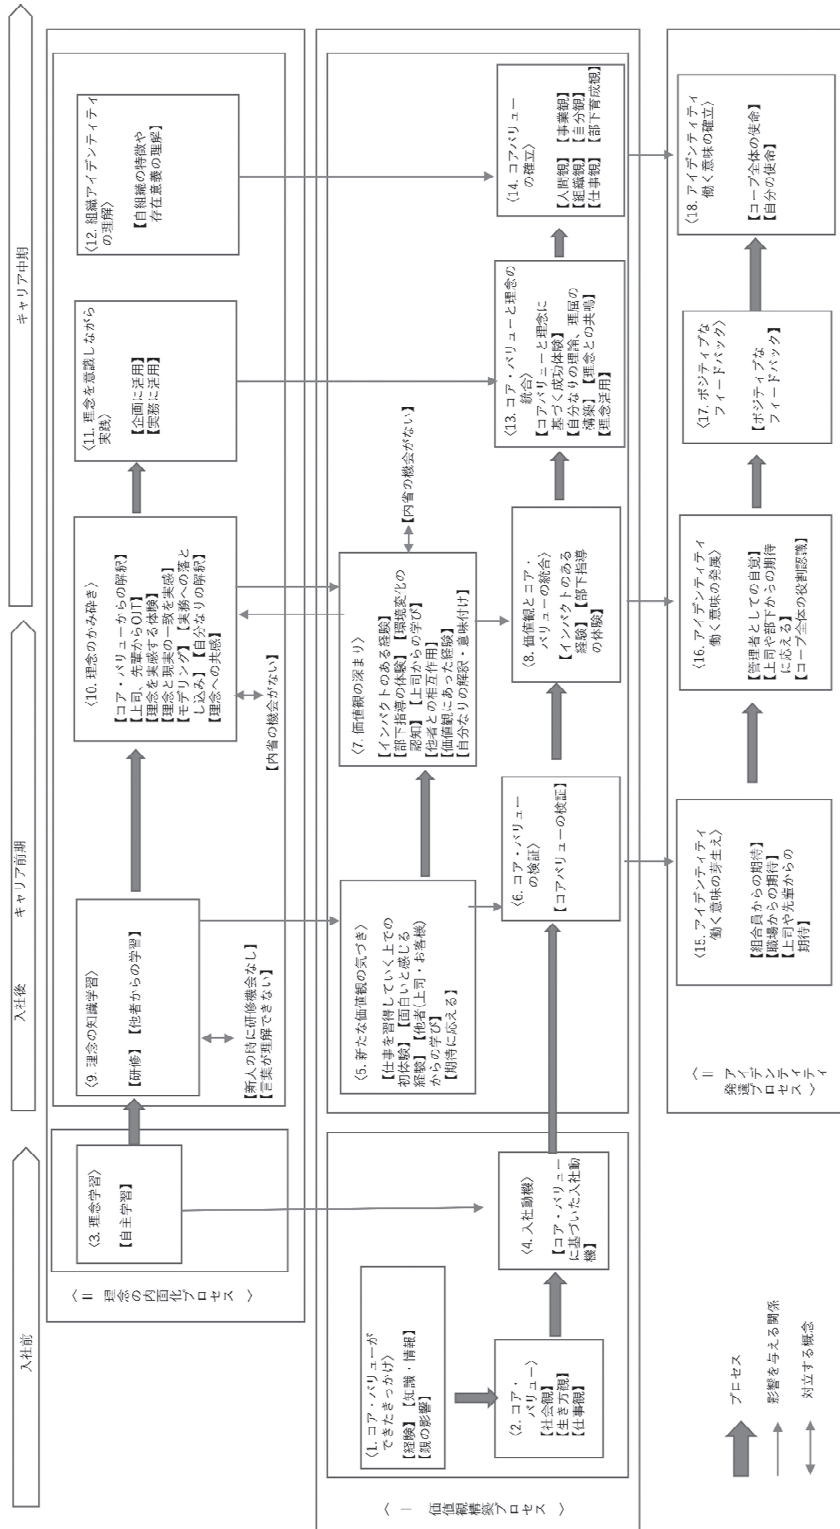 入社前
入社後
キャリア前期
キャリア中期
〈Ⅱ 理念の内面化プロセス 〉
〈3. 理念学習〉
【自主学習】
〈9. 理念の知識学習〉
【研修】【他者からの学習】
【新人の時に研修機会なし】
【言葉が理解できない】
〈10. 理念のかみ砕き〉
【コア・バリューからの解釈】
【上司、先輩からOJT】
【理念を実感する体験】
【理念と現実の一致を実感】
【モデリング】【実務への落と
し込み】【自分なりの解釈】
【理念への共感】
【内省の機会がない】
〈11. 理念を意識しながら
実践〉
【企画に活用】
【実務に活用】
〈12. 組織アイデンティティ
の理解〉
【自組織の特徴や
存在意義の理解】
〈Ⅰ 価値観構築プロセス 〉
〈1. コア・バリューが
できたきっかけ〉
【経験】【知識・情報】
【親の影響】
〈2. コア・
バリュー〉
【社会観】
【生き方観】
【仕事観】
〈4. 入社動機〉
【コア・バリュー
に基づいた入社動
機】
〈5. 新たな価値観の気づき〉
【仕事を習得していく上での
初体験】【面白いと感じる
経験】【他者(上司・お客様)
からの学び】
【期待に応える】
〈6. コア・バリュー
の検証〉
【コアバリューの検証】
〈7. 価値観の深まり〉
【インパクトのある経験】
【部下指導の体験】【環境変化の
認知】【上司からの学び】
【他者との相互作用】
【価値観にあった経験】
【自分なりの解釈・意味付け】
【内省の機会がない】
〈8. 価値観とコア・
バリューの統合〉
【インパクトのある
経験】【部下指導
の体験】
〈13. コア・バリューと理念の
統合〉
【コアバリューと理念に
基づく成功体験】
【自分なりの理論、理屈の
構築】【理念との共鳴】
【理念活用】
〈14. コアバリュー
の確立〉
【人間観】【事業観】
【組織観】【自分観】
【仕事観】【部下育成観】
〈Ⅲ アイデンティティ
発達プロセス 〉
〈15. アイデンティティ
働く意味の芽生え〉
【組合員からの期待】
【職場からの期待】
【上司や先輩からの
期待】
〈16. アイデンティティ
働く意味の発展〉
【管理者としての自覚】
【上司や部下からの期待
に応える】
【コープ全体の役割認識】
〈17. ポジティブな
フィードバック〉
【ポジティブな
フィードバック】
〈18. アイデンティティ
働く意味の確立〉
【コープ全体の使命】
【自分の使命】
プロセス
影響を与える関係
対立する概念